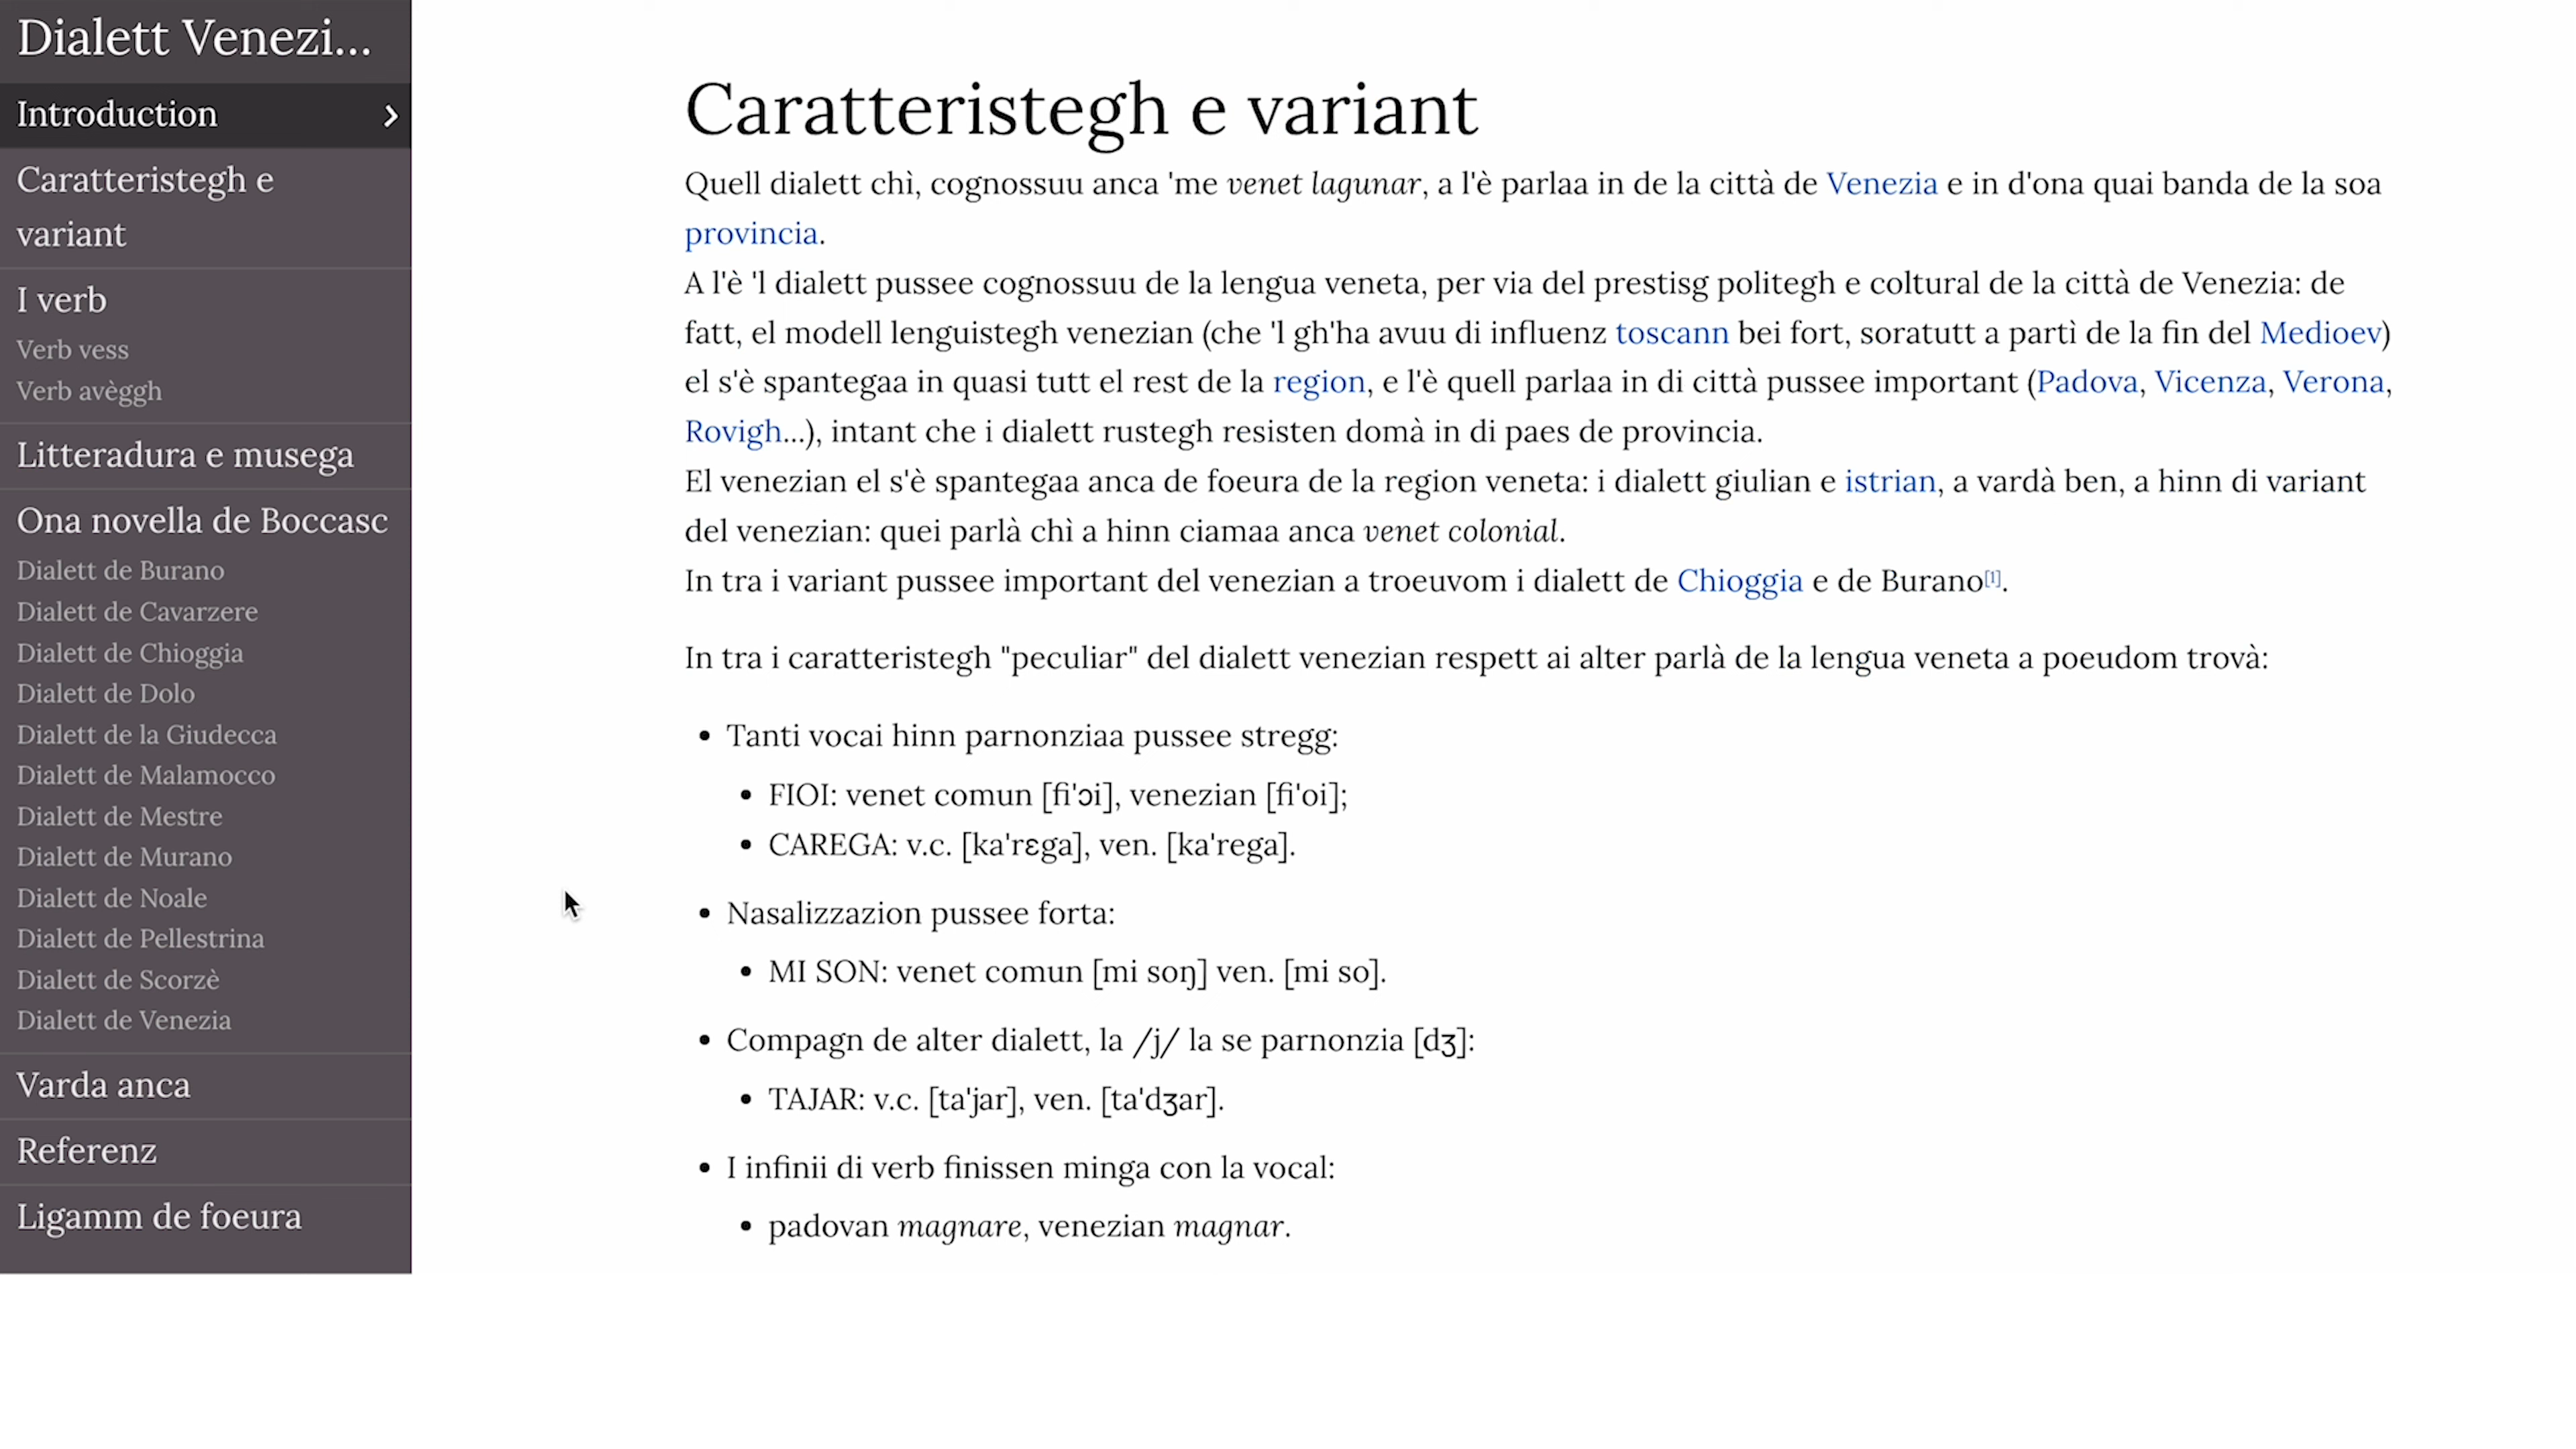 Dialett Venezi...
Introduction
Caratteristegh e
variant
I verb
Verb vess
Verb avèggh
Litteradura e musega
Ona novella de Boccasc
Dialett de Burano
Dialett de Cavarzere
Dialett de Chioggia
Dialett de Dolo
Dialett de la Giudecca
Dialett de Malamocco
Dialett de Mestre
Dialett de Murano
Dialett de Noale
Dialett de Pellestrina
Dialett de Scorzè
Dialett de Venezia
Varda anca
Referenz
Ligamm de foeura
Caratteristegh e variant
Quell dialett chì, cognossuu anca 'me venet lagunar, a l'è parlaa in de la città de Venezia e in d'ona quai banda de la soa
provincia.
A l'è 'l dialett pussee cognossuu de la lengua veneta, per via del prestisg politegh e coltural de la città de Venezia: de
fatt, el modell lenguistegh venezian (che 'l gh'ha avuu di influenz toscann bei fort, soratutt a partì de la fin del Medioev)
el s'è spantegaa in quasi tutt el rest de la region, e l'è quell parlaa in di città pussee important (Padova, Vicenza, Verona,
Rovigh...), intant che i dialett rustegh resisten domà in di paes de provincia.
El venezian el s'è spantegaa anca de foeura de la region veneta: i dialett giulian e istrian, a vardà ben, a hinn di variant
del venezian: quei parlà chì a hinn ciamaa anca venet colonial.
In tra i variant pussee important del venezian a troeuvom i dialett de Chioggia e de Burano[1].
In tra i caratteristegh "peculiar" del dialett venezian respett ai alter parlà de la lengua veneta a poeudom trovà:
• Tanti vocai hinn parnonziaa pussee stregg:
• FIOI: venet comun [fi'ɔi], venezian [fi'oi];
• CAREGA: v.c. [ka'rɛga], ven. [ka'rega].
• Nasalizzazion pussee forta:
• MI SON: venet comun [mi soŋ] ven. [mi so].
• Compagn de alter dialett, la /j/ la se parnonzia [dʒ]:
• TAJAR: v.c. [ta'jar], ven. [ta'dʒar].
• I infinii di verb finissen minga con la vocal:
• padovan magnare, venezian magnar.